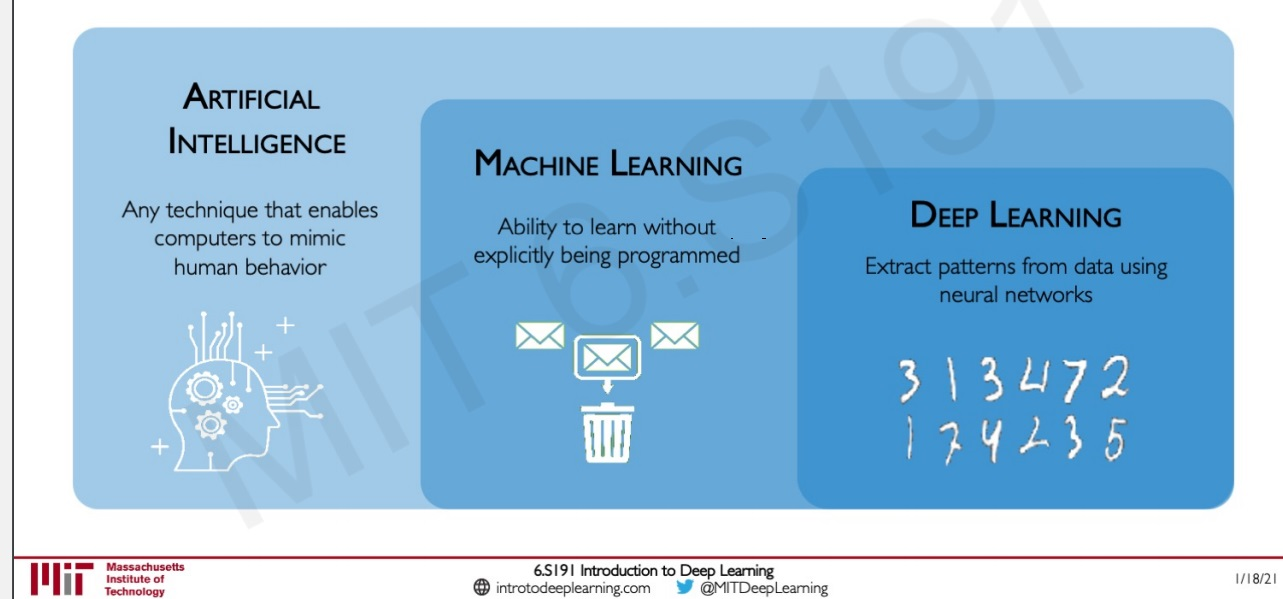 ARTIFICIAL
INTELLIGENCE
Any technique that enables
computers to mimic
human behavior
MACHINE LEARNING
Ability to learn without
explicitly being programmed
DEEP LEARNING
Extract patterns from data using
neural networks
3 1 3 4 7 2
1 7 4 2 3 5
MIT 6.S191
Massachusetts
Institute of
Technology
6.S191 Introduction to Deep Learning
introtodeeplearning.com @MITDeepLearning
1/18/21